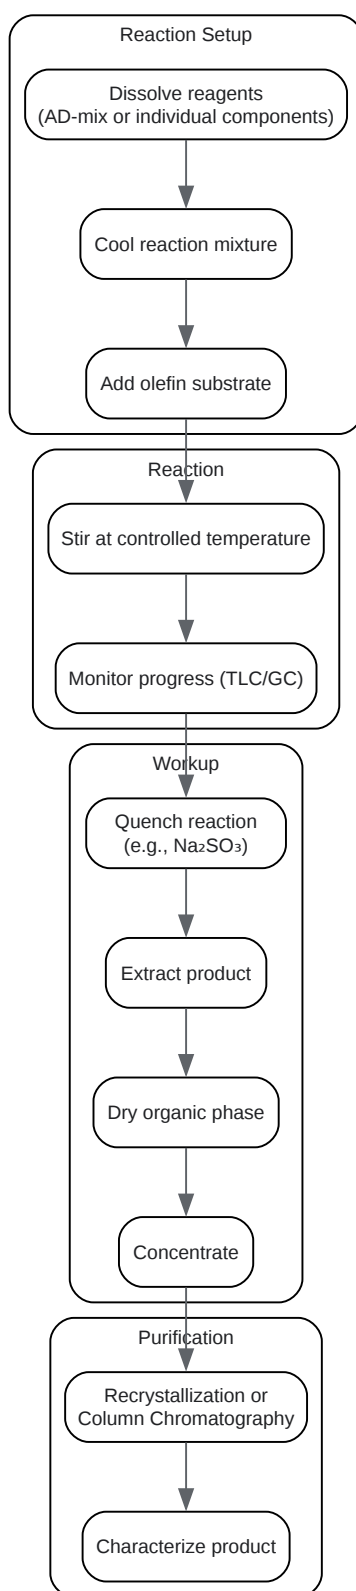 Reaction Setup
Dissolve reagents
(AD-mix or individual components)
Cool reaction mixture
Add olefin substrate
Reaction
Stir at controlled temperature
Monitor progress (TLC/GC)
Workup
Quench reaction
(e.g., Na₂SO₃)
Extract product
Dry organic phase
Concentrate
Purification
Recrystallization or
Column Chromatography
Characterize product